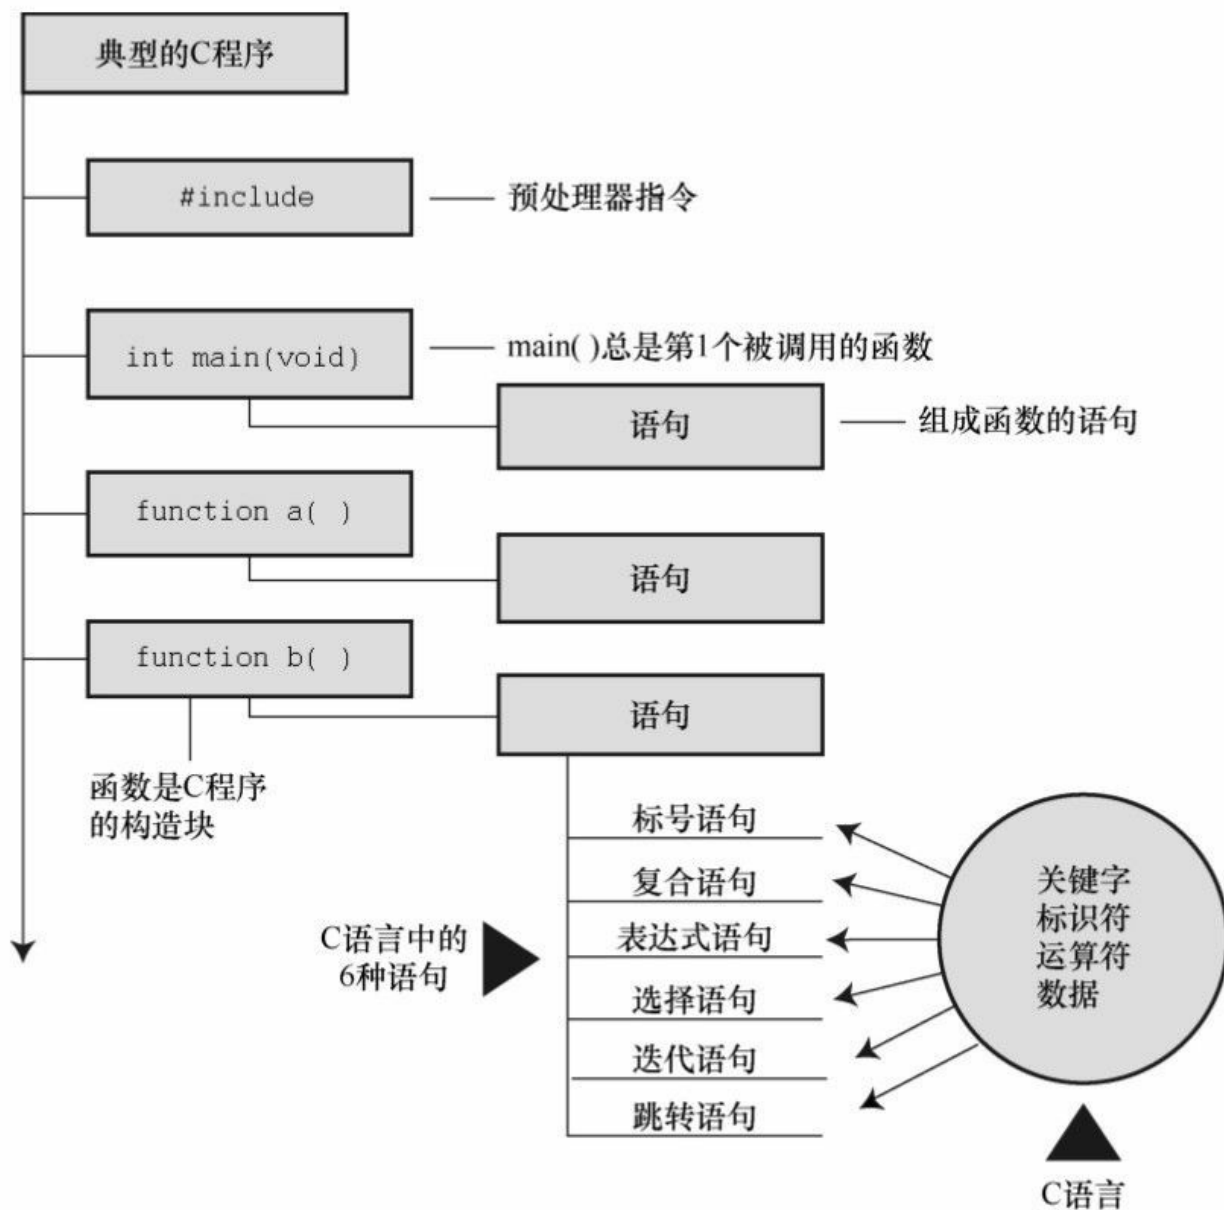 典型的C程序
#include
预处理器指令
int main(void)
main( )总是第1个被调用的函数
语句
组成函数的语句
function a( )
语句
function b( )
语句
函数是C程序
的构造块
标号语句
复合语句
表达式语句
选择语句
迭代语句
跳转语句
C语言中的
6种语句
关键字
标识符
运算符
数据
C语言